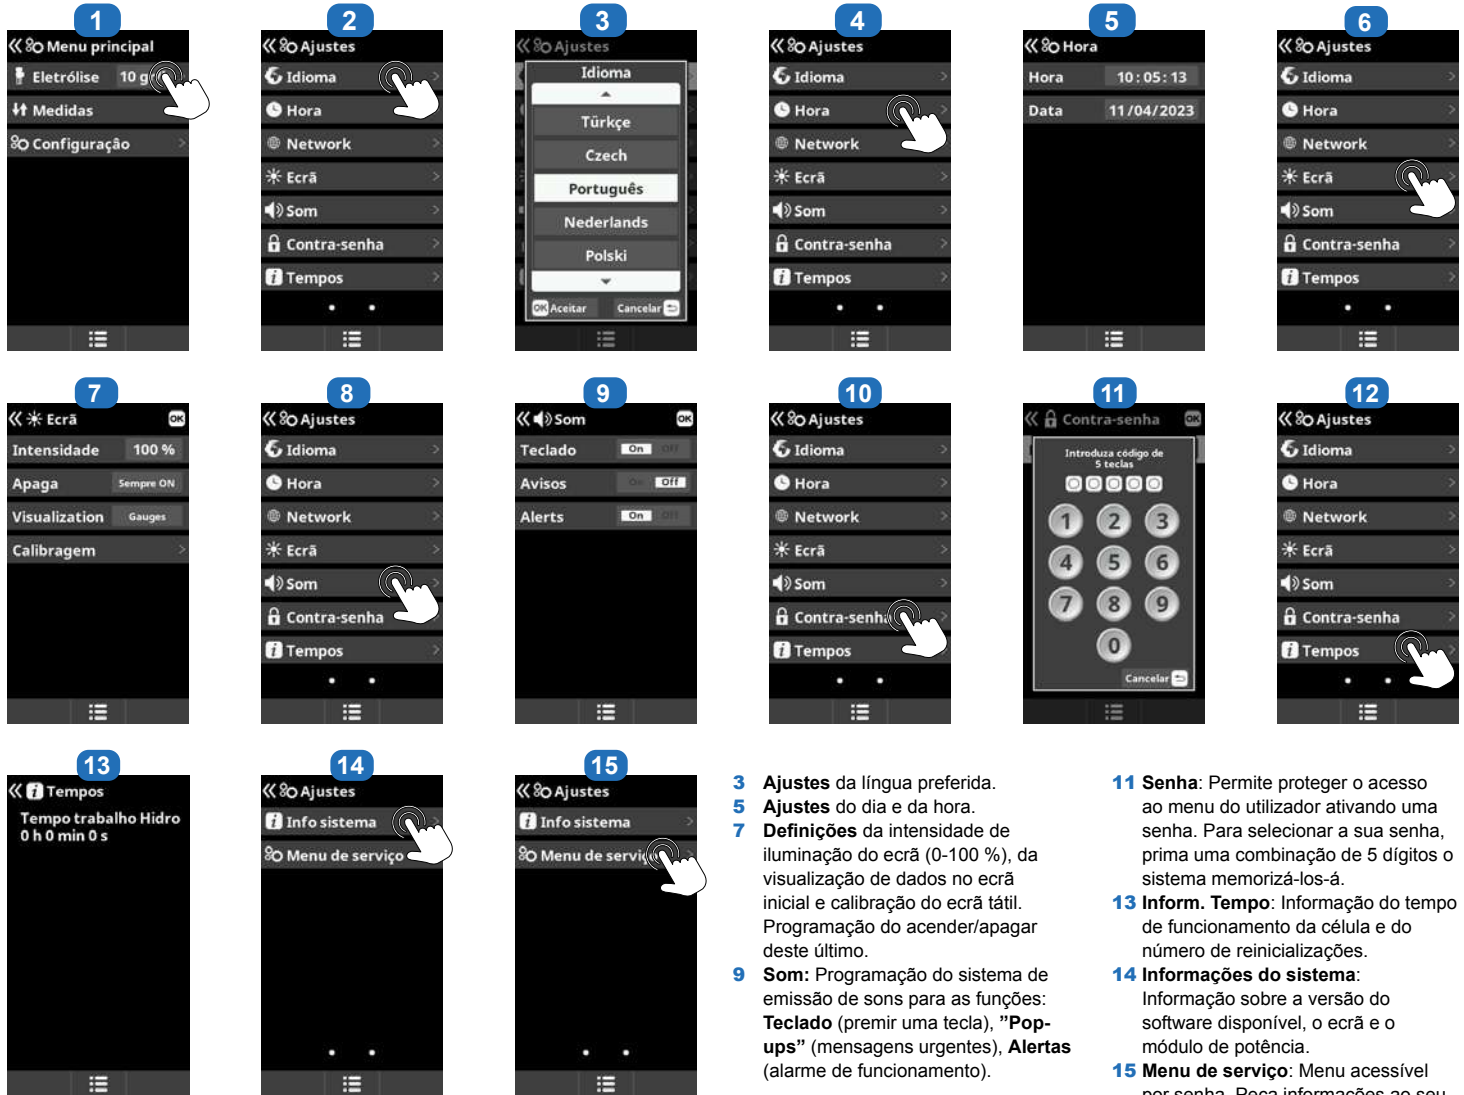 1
Menu principal
Eletrólise 10 g
Medidas
Configuração
2
Ajustes
Idioma
Hora
Network
Ecrã
Som
Contra-senha
Tempos
3
Ajustes
Idioma
Türkçe
Czech
Português
Nederlands
Polski
OK Aceitar Cancelar
4
Ajustes
Idioma
Hora
Network
Ecrã
Som
Contra-senha
Tempos
5
Hora
Hora 10:05:13
Data 11/04/2023
6
Ajustes
Idioma
Hora
Network
Ecrã
Som
Contra-senha
Tempos
7
Ecrã OK
Intensidade 100 %
Apaga Sempre ON
Visualization Gauges
Calibragem
8
Ajustes
Idioma
Hora
Network
Ecrã
Som
Contra-senha
Tempos
9
Som OK
Teclado On Off
Avisos On Off
Alerts On Off
10
Ajustes
Idioma
Hora
Network
Ecrã
Som
Contra-senha
Tempos
11
Contra-senha OK
Introduza código de
5 teclas
1 2 3
4 5 6
7 8 9
0
Cancelar
12
Ajustes
Idioma
Hora
Network
Ecrã
Som
Contra-senha
Tempos
13
Tempos
Tempo trabalho Hidro
0 h 0 min 0 s
14
Ajustes
Info sistema
Menu de serviço
15
Ajustes
Info sistema
Menu de serviç
3 Ajustes da língua preferida.
5 Ajustes do dia e da hora.
7 Definições da intensidade de
iluminação do ecrã (0-100 %), da
visualização de dados no ecrã
inicial e calibração do ecrã tátil.
Programação do acender/apagar
deste último.
9 Som: Programação do sistema de
emissão de sons para as funções:
Teclado (premir uma tecla), ”Pop-
ups” (mensagens urgentes), Alertas
(alarme de funcionamento).
11 Senha: Permite proteger o acesso
ao menu do utilizador ativando uma
senha. Para selecionar a sua senha,
prima uma combinação de 5 dígitos o
sistema memorizá-los-á.
13 Inform. Tempo: Informação do tempo
de funcionamento da célula e do
número de reinicializações.
14 Informações do sistema:
Informação sobre a versão do
software disponível, o ecrã e o
módulo de potência.
15 Menu de serviço: Menu acessível
por senha. Peça informações ao seu